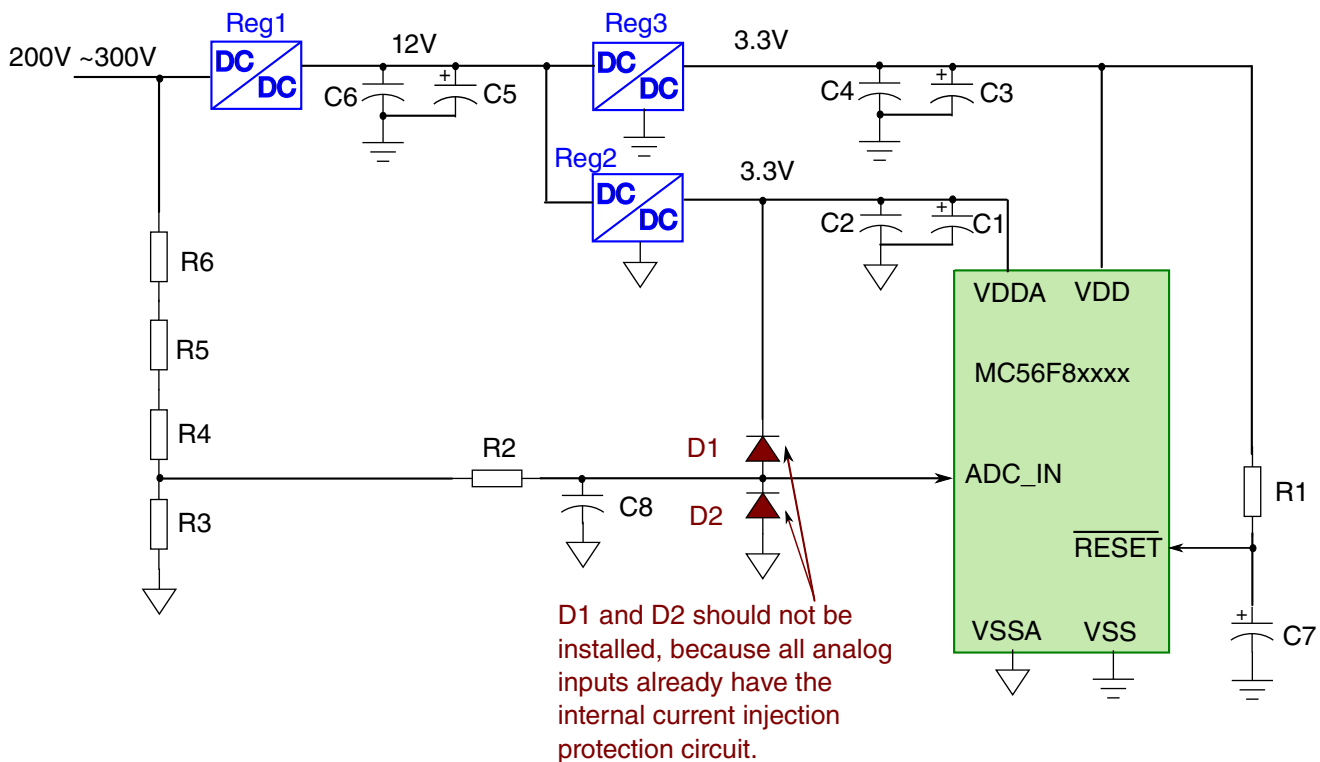 Reg1
Reg3
200V ~300V
12V
3.3V
DC
DC
DC
DC
C6
C5
C4
C3
Reg2
3.3V
DC
DC
C2
C1
R6
VDDA
VDD
R5
MC56F8xxxx
R4
R2
D1
ADC_IN
R1
R3
C8
D2
RESET
D1 and D2 should not be
installed, because all analog
inputs already have the
internal current injection
protection circuit.
VSSA
VSS
C7